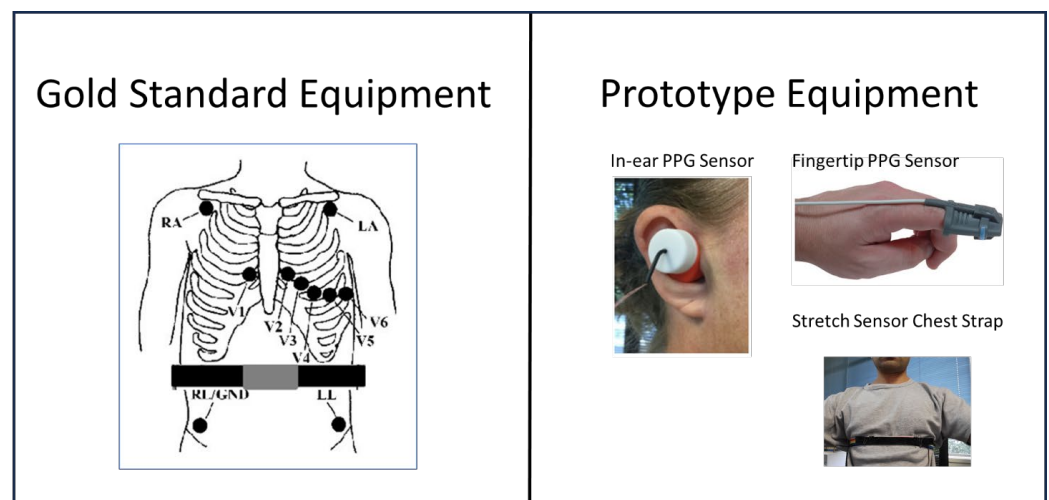 Gold Standard Equipment
RA
LA
V1
V2
V3
V4
V5
V6
RL/GND
LL
Prototype Equipment
In-ear PPG Sensor
Fingertip PPG Sensor
Stretch Sensor Chest Strap